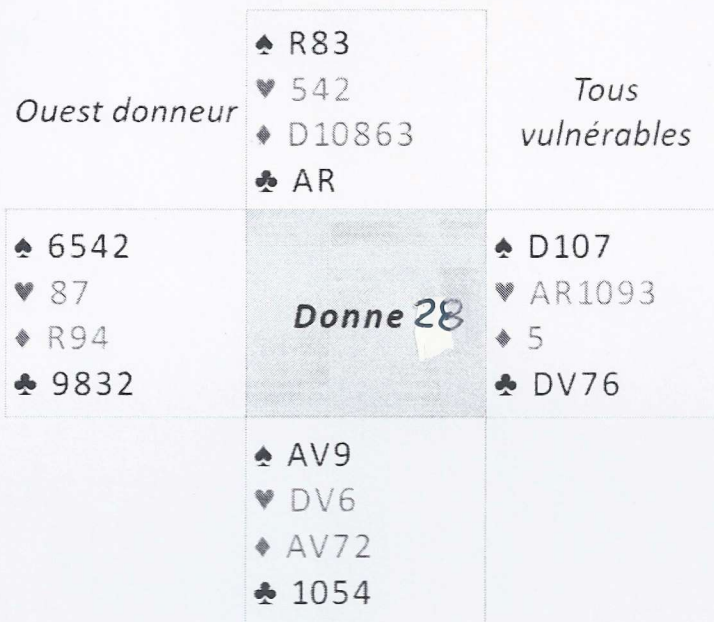 ♠ R83
♥ 542
♦ D10863
♣ AR
Ouest donneur
Tous
vulnérables
♠ 6542
♥ 87
♦ R94
♣ 9832
Donne 28
♠ D107
♥ AR1093
♦ 5
♣ DV76
♠ AV9
♥ DV6
♦ AV72
♣ 1054